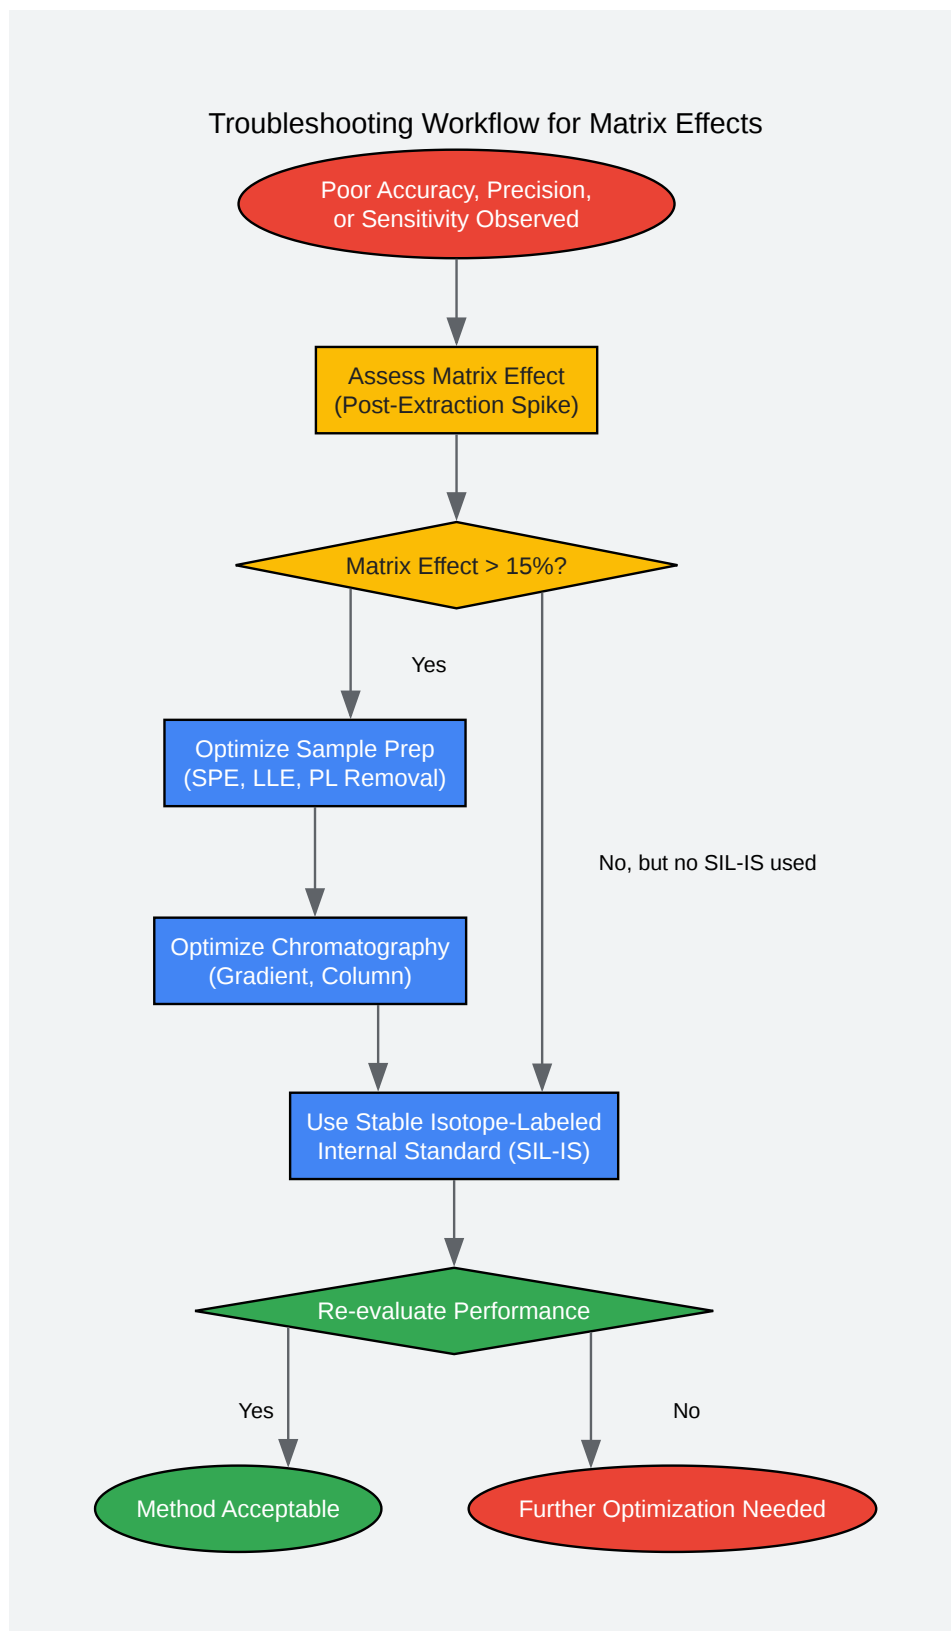 Troubleshooting Workflow for Matrix Effects
Poor Accuracy, Precision,
or Sensitivity Observed
Assess Matrix Effect
(Post-Extraction Spike)
Matrix Effect > 15%?
Yes
Optimize Sample Prep
(SPE, LLE, PL Removal)
No, but no SIL-IS used
Optimize Chromatography
(Gradient, Column)
Use Stable Isotope-Labeled
Internal Standard (SIL-IS)
Re-evaluate Performance
Yes
No
Method Acceptable
Further Optimization Needed